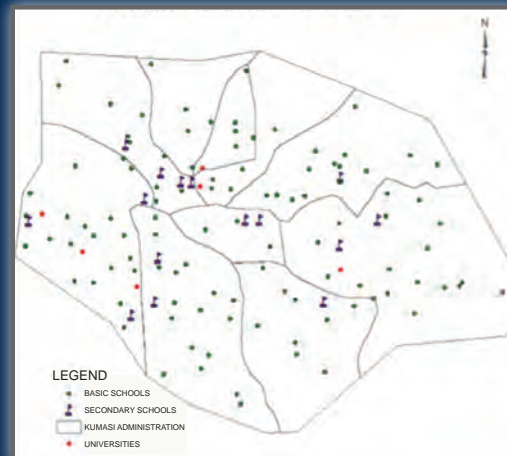 N
LEGEND
BASIC SCHOOLS
SECONDARY SCHOOLS
KUMASI ADMINISTRATION
UNIVERSITIES